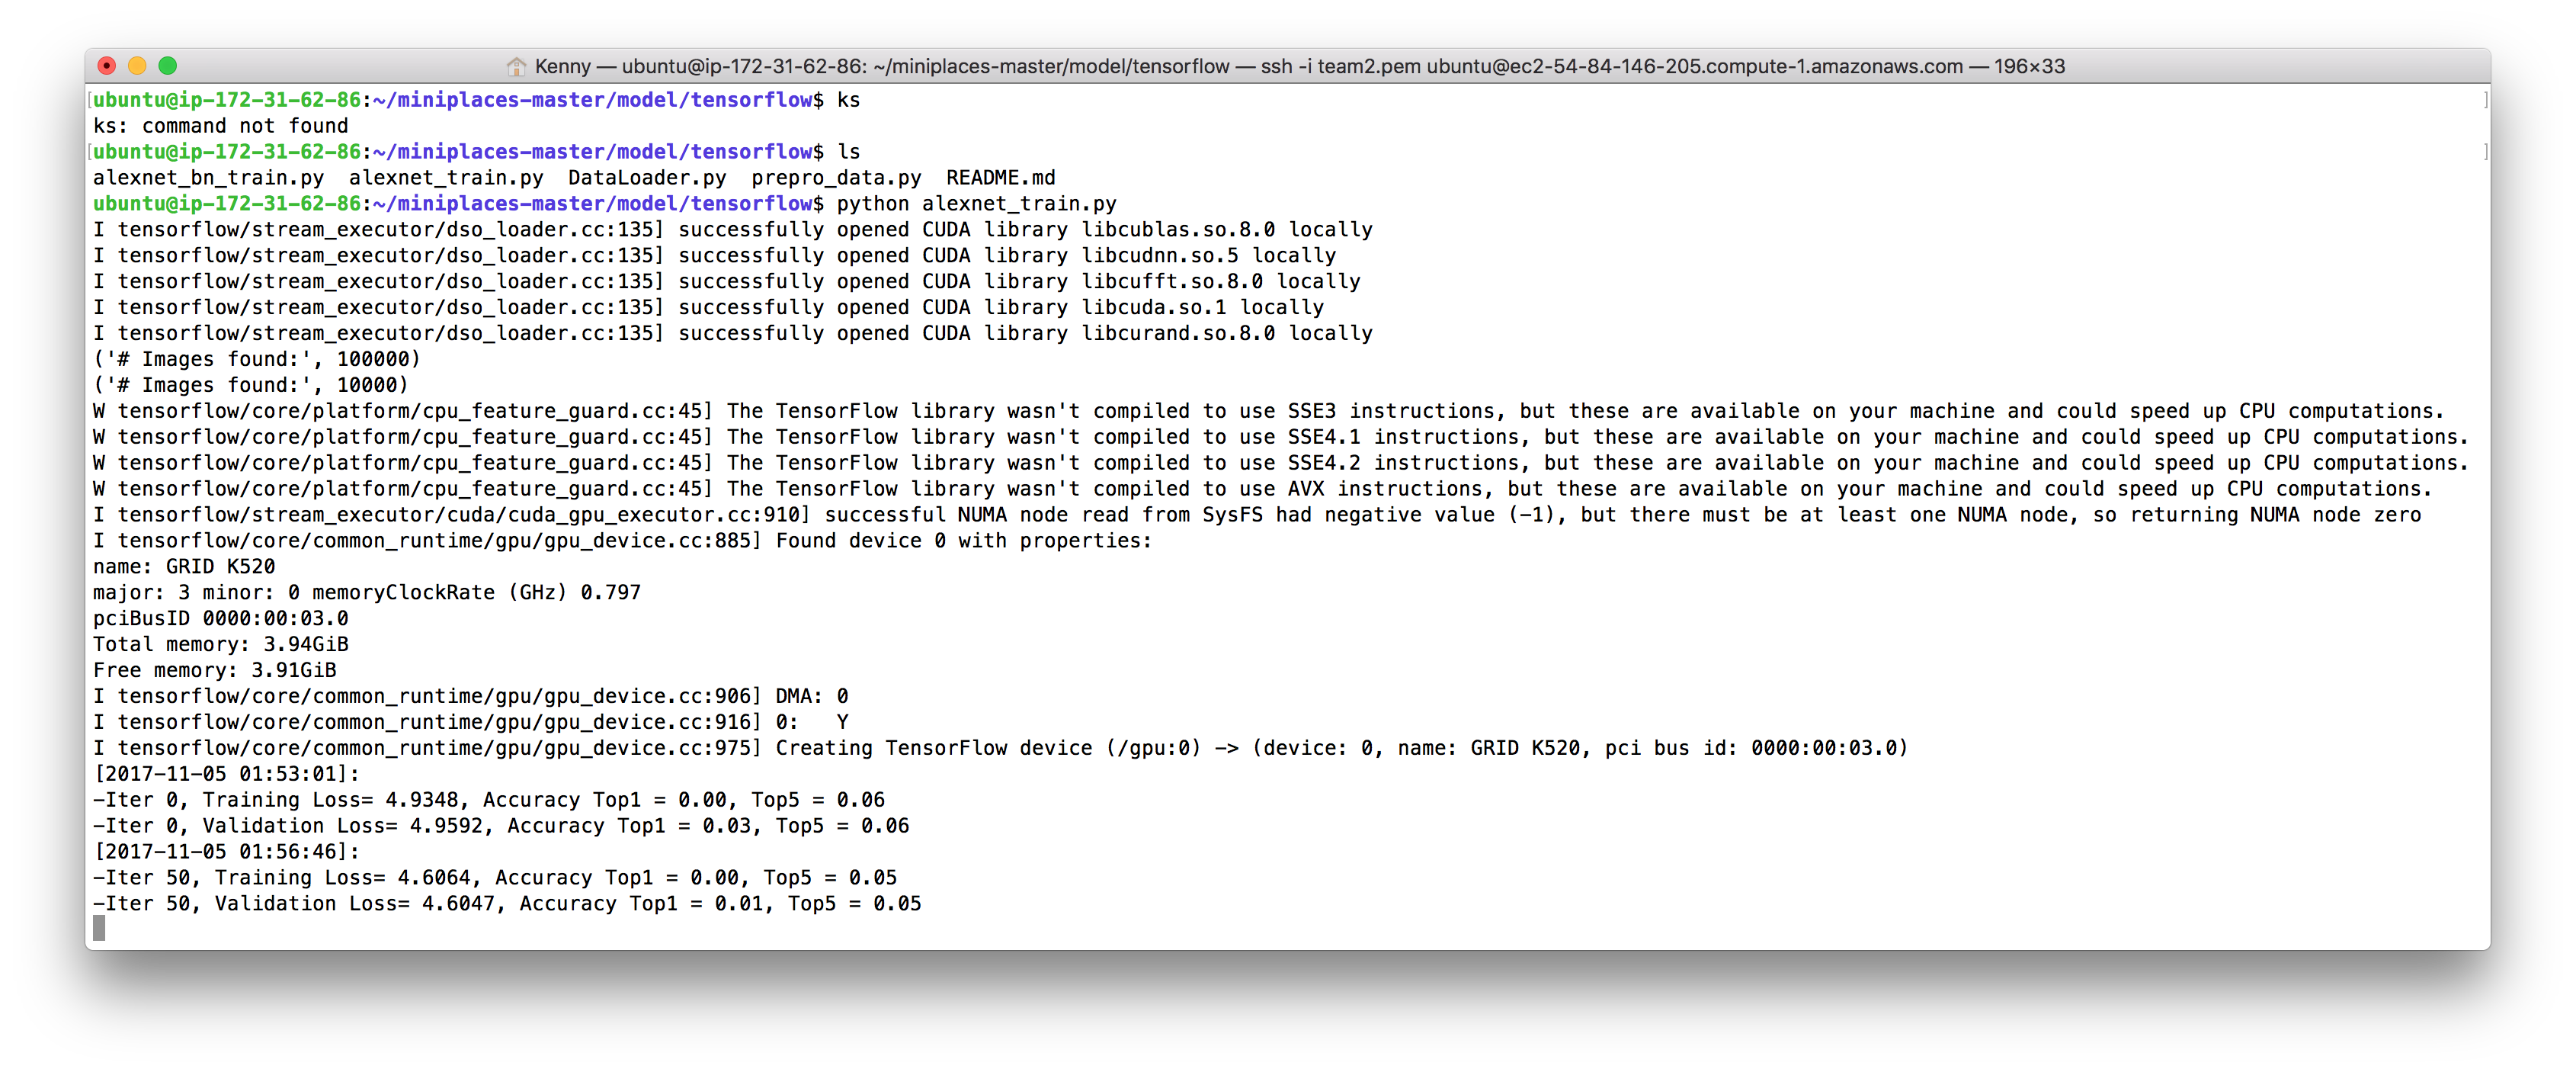 Kenny — ubuntu@ip-172-31-62-86: ~/miniplaces-master/model/tensorflow — ssh -i team2.pem ubuntu@ec2-54-84-146-205.compute-1.amazonaws.com — 196×33
[ubuntu@ip-172-31-62-86:~/miniplaces-master/model/tensorflow$ ks ]
ks: command not found
[ubuntu@ip-172-31-62-86:~/miniplaces-master/model/tensorflow$ ls ]
alexnet_bn_train.py  alexnet_train.py  DataLoader.py  prepro_data.py  README.md
ubuntu@ip-172-31-62-86:~/miniplaces-master/model/tensorflow$ python alexnet_train.py
I tensorflow/stream_executor/dso_loader.cc:135] successfully opened CUDA library libcublas.so.8.0 locally
I tensorflow/stream_executor/dso_loader.cc:135] successfully opened CUDA library libcudnn.so.5 locally
I tensorflow/stream_executor/dso_loader.cc:135] successfully opened CUDA library libcufft.so.8.0 locally
I tensorflow/stream_executor/dso_loader.cc:135] successfully opened CUDA library libcuda.so.1 locally
I tensorflow/stream_executor/dso_loader.cc:135] successfully opened CUDA library libcurand.so.8.0 locally
('# Images found:', 100000)
('# Images found:', 10000)
W tensorflow/core/platform/cpu_feature_guard.cc:45] The TensorFlow library wasn't compiled to use SSE3 instructions, but these are available on your machine and could speed up CPU computations.
W tensorflow/core/platform/cpu_feature_guard.cc:45] The TensorFlow library wasn't compiled to use SSE4.1 instructions, but these are available on your machine and could speed up CPU computations.
W tensorflow/core/platform/cpu_feature_guard.cc:45] The TensorFlow library wasn't compiled to use SSE4.2 instructions, but these are available on your machine and could speed up CPU computations.
W tensorflow/core/platform/cpu_feature_guard.cc:45] The TensorFlow library wasn't compiled to use AVX instructions, but these are available on your machine and could speed up CPU computations.
I tensorflow/stream_executor/cuda/cuda_gpu_executor.cc:910] successful NUMA node read from SysFS had negative value (-1), but there must be at least one NUMA node, so returning NUMA node zero
I tensorflow/core/common_runtime/gpu/gpu_device.cc:885] Found device 0 with properties:
name: GRID K520
major: 3 minor: 0 memoryClockRate (GHz) 0.797
pciBusID 0000:00:03.0
Total memory: 3.94GiB
Free memory: 3.91GiB
I tensorflow/core/common_runtime/gpu/gpu_device.cc:906] DMA: 0
I tensorflow/core/common_runtime/gpu/gpu_device.cc:916] 0:   Y
I tensorflow/core/common_runtime/gpu/gpu_device.cc:975] Creating TensorFlow device (/gpu:0) -> (device: 0, name: GRID K520, pci bus id: 0000:00:03.0)
[2017-11-05 01:53:01]:
-Iter 0, Training Loss= 4.9348, Accuracy Top1 = 0.00, Top5 = 0.06
-Iter 0, Validation Loss= 4.9592, Accuracy Top1 = 0.03, Top5 = 0.06
[2017-11-05 01:56:46]:
-Iter 50, Training Loss= 4.6064, Accuracy Top1 = 0.00, Top5 = 0.05
-Iter 50, Validation Loss= 4.6047, Accuracy Top1 = 0.01, Top5 = 0.05